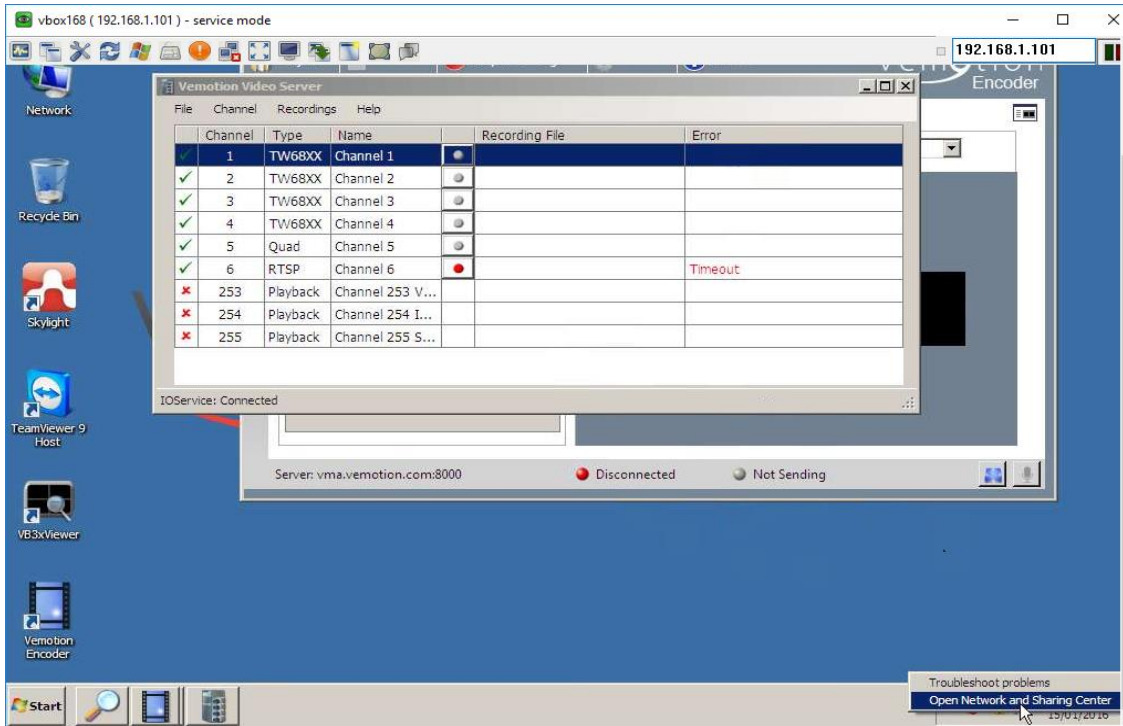 vbox168 ( 192.168.1.101 ) - service mode
192.168.1.101
Encoder
Network
Recycle Bin
Skylight
TeamViewer 9
Host
VB3xViewer
Vemotion
Encoder
Vemotion Video Server
File Channel Recordings Help
Channel Type Name Recording File Error
1 TW68XX Channel 1
2 TW68XX Channel 2
3 TW68XX Channel 3
4 TW68XX Channel 4
5 Quad Channel 5
6 RTSP Channel 6 Timeout
253 Playback Channel 253 V...
254 Playback Channel 254 I...
255 Playback Channel 255 S...
IOService: Connected
Server: vma.vemotion.com:8000 Disconnected Not Sending
Troubleshoot problems
Open Network and Sharing Center
Start
15/01/2016